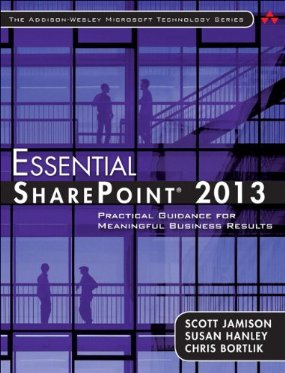 THE ADDISON-WESLEY MICROSOFT TECHNOLOGY SERIES
ESSENTIAL
SHAREPOINT® 2013
PRACTICAL GUIDANCE FOR
MEANINGFUL BUSINESS RESULTS
SCOTT JAMISON
SUSAN HANLEY
CHRIS BORTLIK